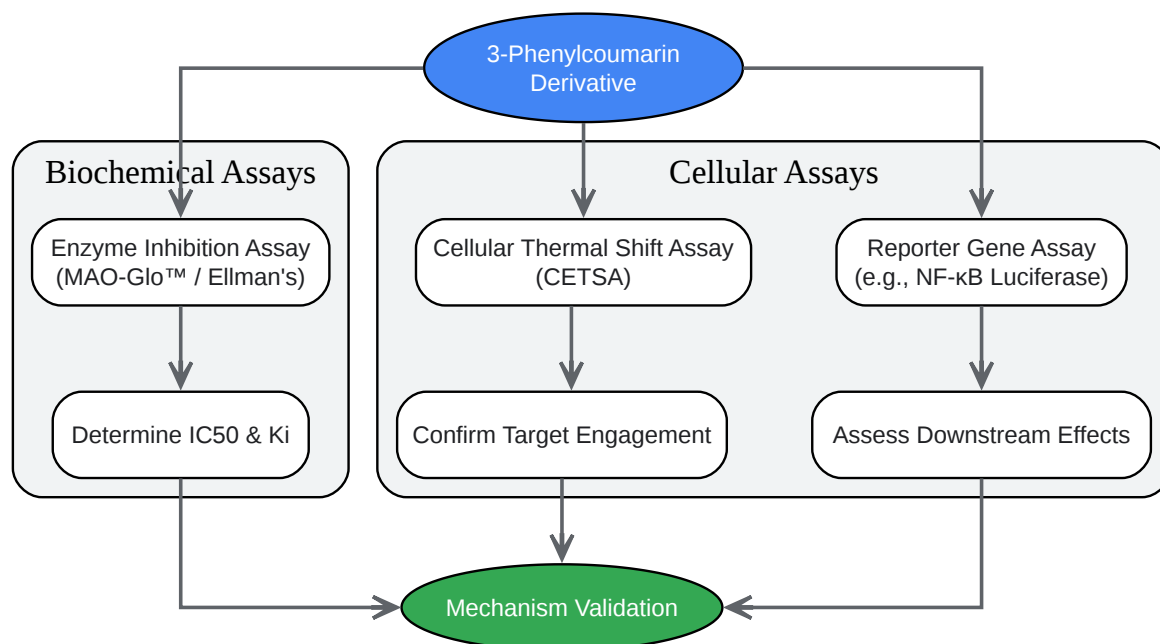 3-Phenylcoumarin
Derivative
Biochemical Assays
Cellular Assays
Enzyme Inhibition Assay
(MAO-Glo™ / Ellman's)
Cellular Thermal Shift Assay
(CETSA)
Reporter Gene Assay
(e.g., NF-κB Luciferase)
Determine IC50 & Ki
Confirm Target Engagement
Assess Downstream Effects
Mechanism Validation